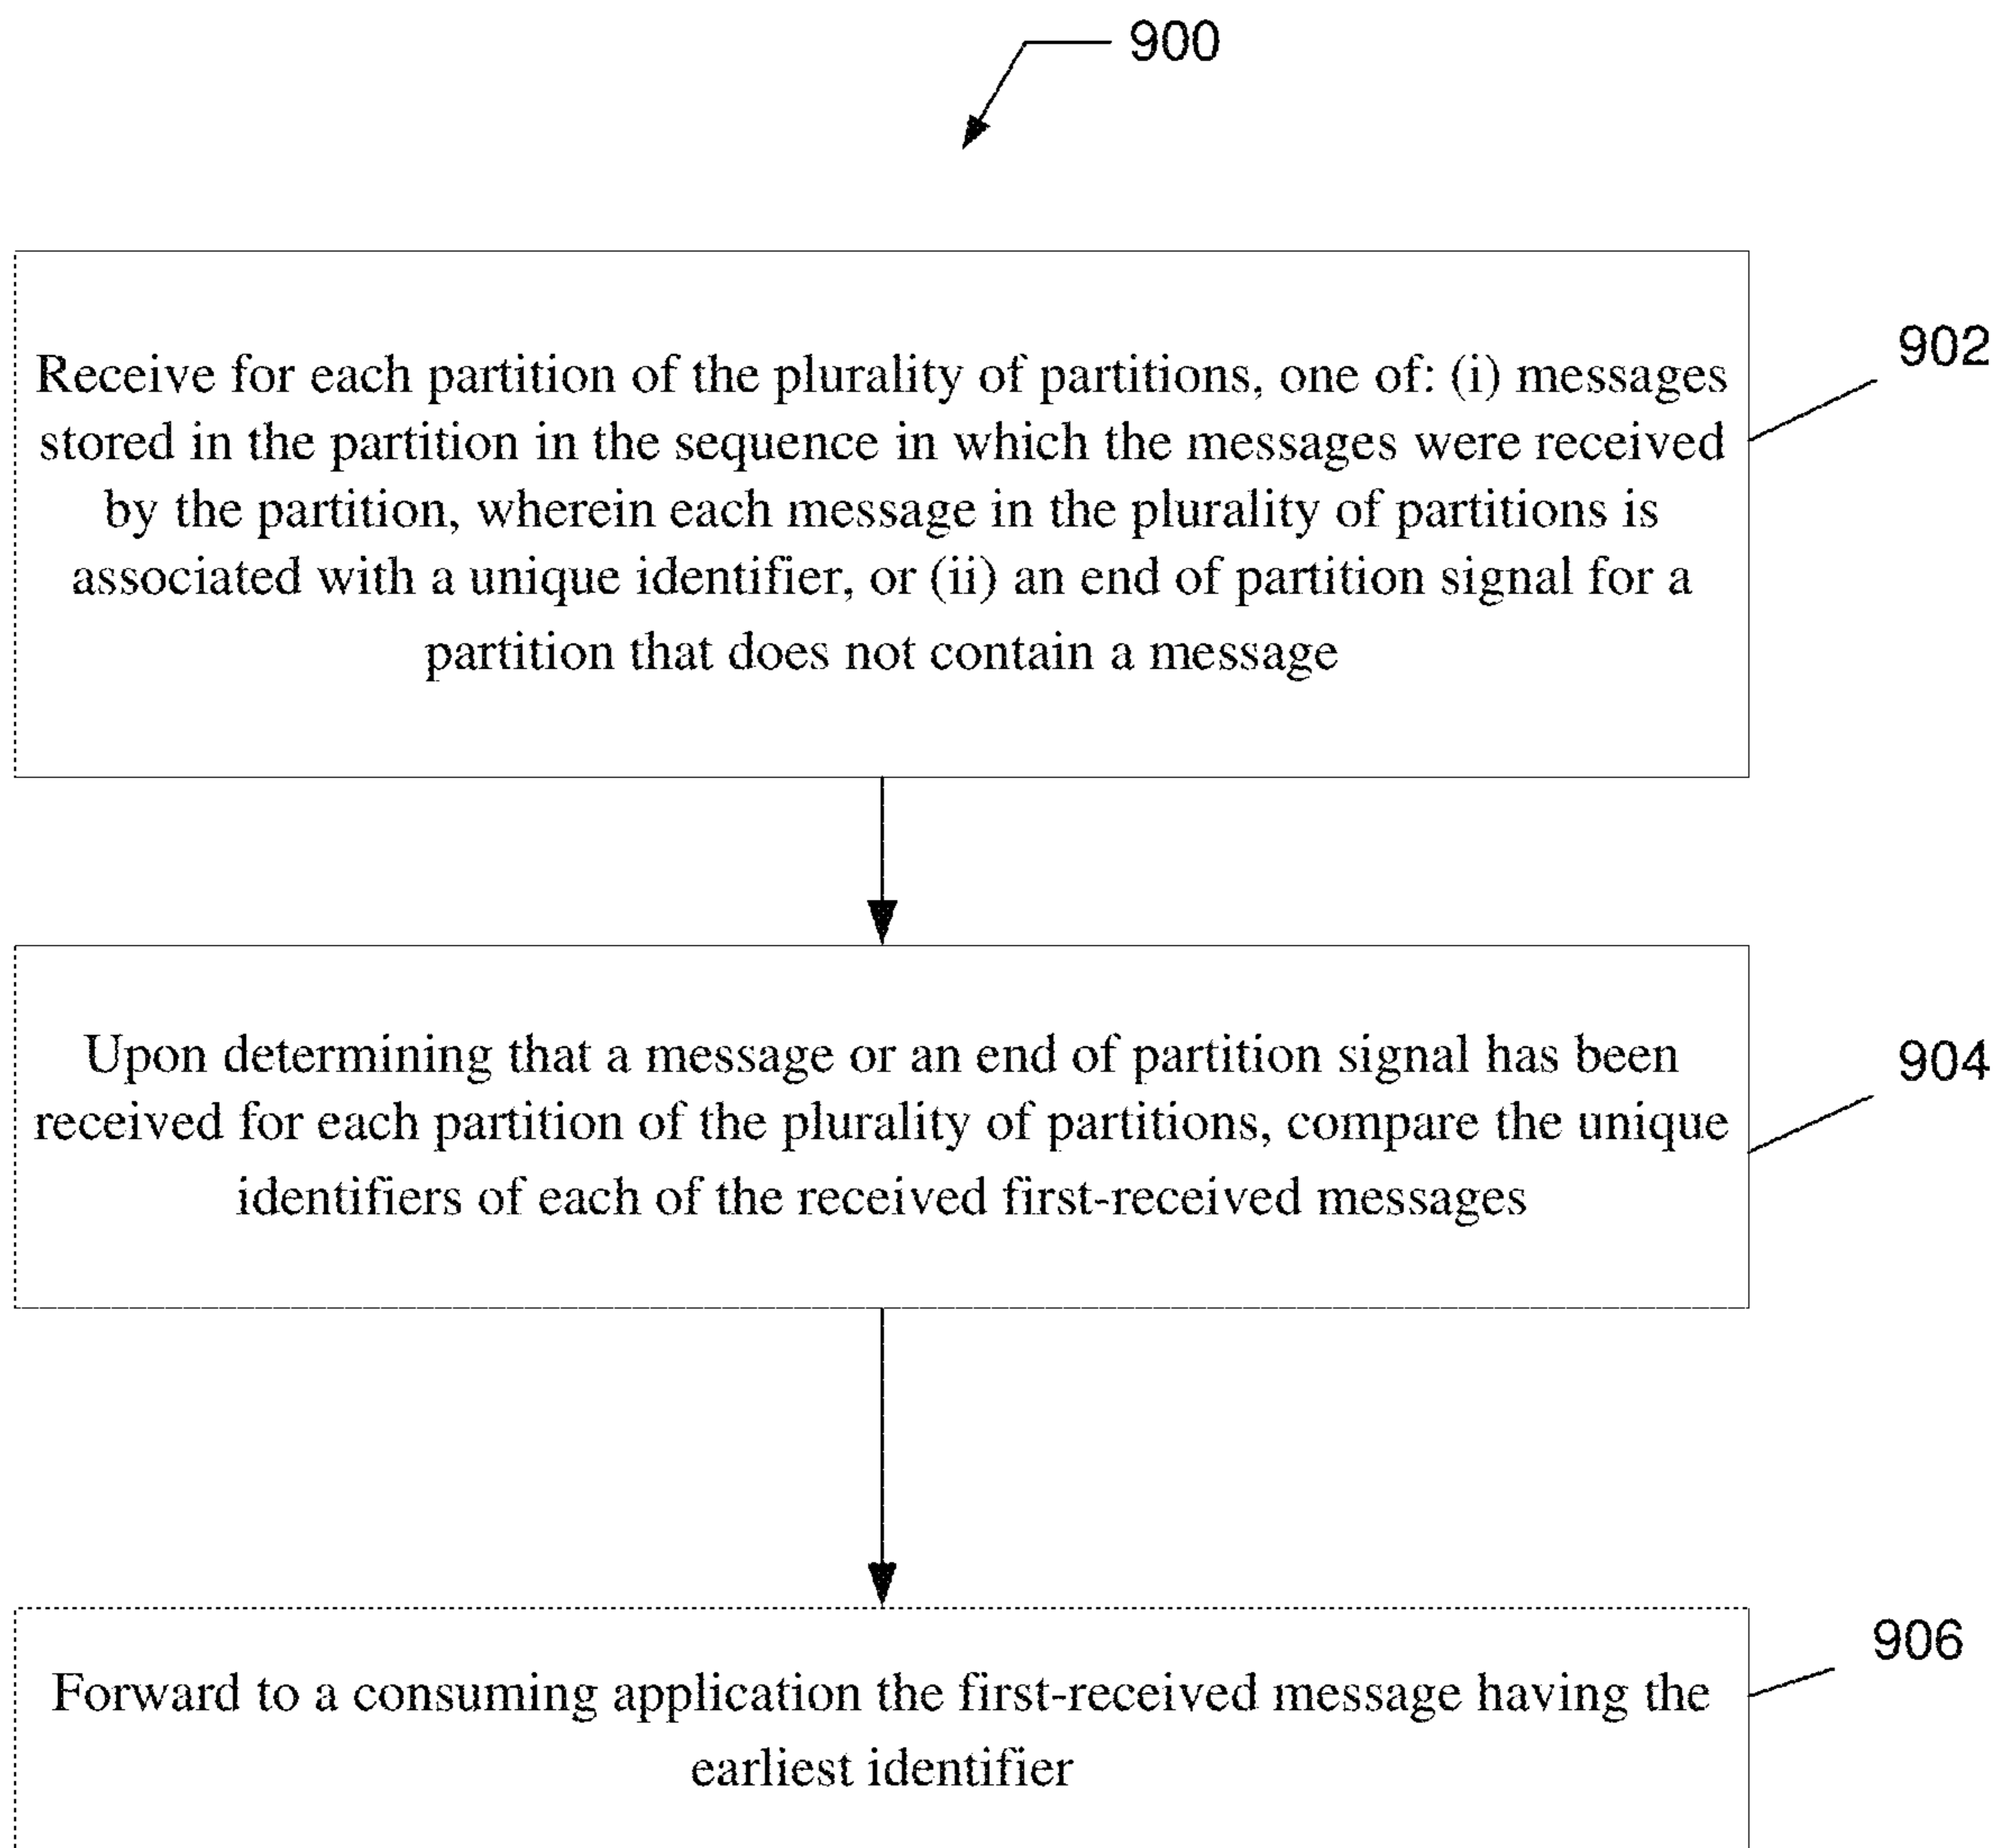 900
Receive for each partition of the plurality of partitions, one of: (i) messages
stored in the partition in the sequence in which the messages were received
by the partition, wherein each message in the plurality of partitions is
associated with a unique identifier, or (ii) an end of partition signal for a
partition that does not contain a message
902
Upon determining that a message or an end of partition signal has been
received for each partition of the plurality of partitions, compare the unique
identifiers of each of the received first-received messages
904
Forward to a consuming application the first-received message having the
earliest identifier
906